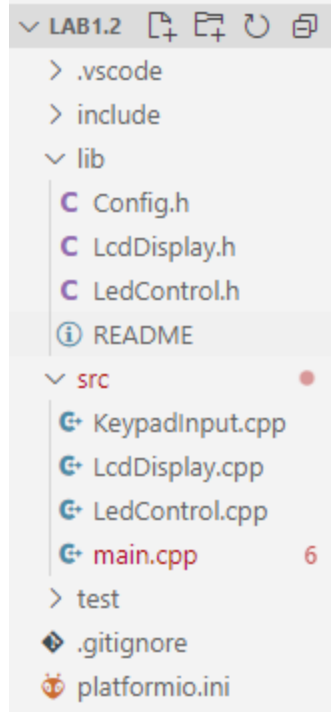 LAB1.2
.vscode
include
lib
C Config.h
C LcdDisplay.h
C LedControl.h
README
src
KeypadInput.cpp
LcdDisplay.cpp
LedControl.cpp
main.cpp 6
test
.gitignore
platformio.ini